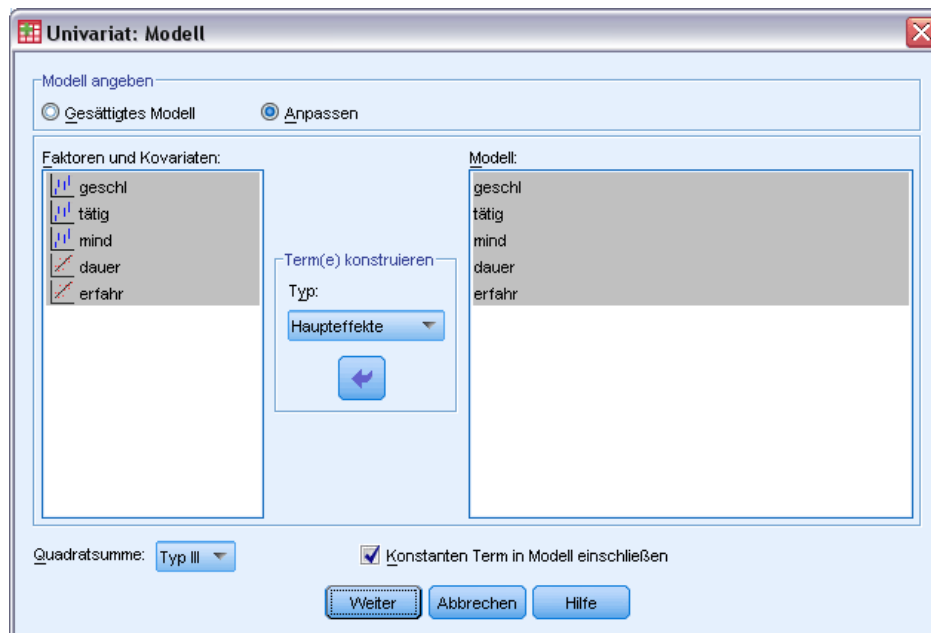 Univariat: Modell
Modell angeben
Gesättigtes Modell
Anpassen
Faktoren und Kovariaten:
geschl
tätig
mind
dauer
erfahr
Term(e) konstruieren
Typ:
Haupteffekte
Modell:
geschl
tätig
mind
dauer
erfahr
Quadratsumme:
Typ III
Konstanten Term in Modell einschließen
Weiter
Abbrechen
Hilfe